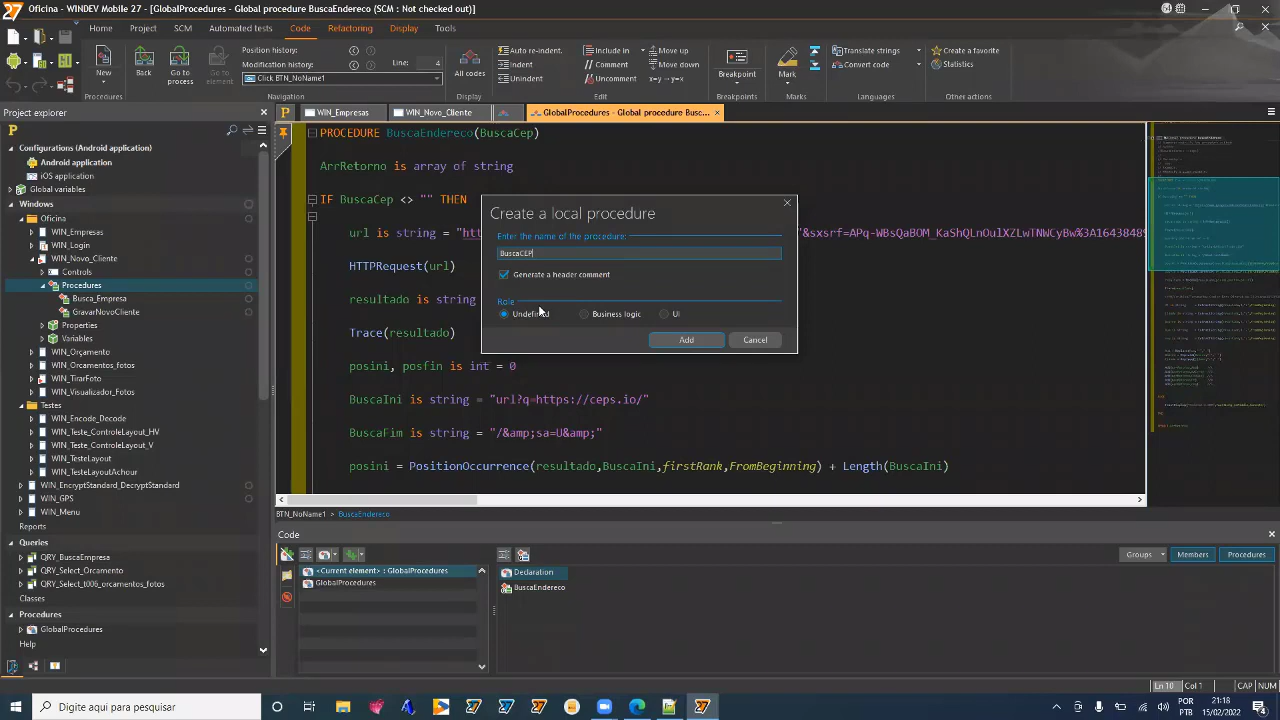 Oficina - WINDEV Mobile 27 - [GlobalProcedures - Global procedure BuscaEndereco (SCM : Not checked out)]
Home Project SCM Automated tests Code Refactoring Display Tools
New
Procedures
Back
Go to process
Go to element
Position history:
Modification history:
Click BTN_NoName1
Navigation
Line: 4
All codes
Display
Auto re-indent.
Indent
Unindent
Include in
Comment
Uncomment
Move up
Move down
x→y→x
Edit
Breakpoint
Breakpoints
Mark
Marks
Translate strings
Convert code
Languages
Create a favorite
Statistics
Other actions
Project explorer
WIN_Empresas
WIN_Novo_Cliente
GlobalProcedures - Global procedure Busc...
Configurations (Android application)
Android application
iOS application
Global variables
Windows
Oficina
WIN_Empresas
WIN_Login
WIN_Novo_Cliente
Controls
Procedures
Busca_Empresa
GravarNovoCliente
Properties
Variables
WIN_Orçamento
WIN_Orcamentos_Fotos
WIN_TirarFoto
WIN_Visualizador_Fotos
Testes
WIN_Encode_Decode
WIN_Teste_ControleLayout_HV
WIN_Teste_ControleLayout_V
WIN_TesteLayout
WIN_TesteLayoutAchour
WIN_EncryptStandard_DecryptStandard
WIN_GPS
WIN_Menu
Reports
Queries
QRY_BuscaEmpresa
QRY_Select_Orcamento
QRY_Select_t006_orcamentos_fotos
Classes
Procedures
GlobalProcedures
Help
PROCEDURE BuscaEndereco(BuscaCep)
ArrRetorno is array of string
IF BuscaCep <> "" TH
url is string =
"&sxsrf=APq-WBsQaBOM_KaShQLnOulXZLwTNWCyBw%3A16438489
HTTPRequest(url)
resultado is string
Trace(resultado)
posini, posfin is int = 0
BuscaIni is string = "url?q=https://ceps.io/"
BuscaFim is string = "/&amp;sa=U&amp;"
posini = PositionOccurrence(resultado,BuscaIni,firstRank,FromBeginning) + Length(BuscaIni)
the name of the procedure:
Generate a header comment
Role
Business logic
UI
Add
Cancel
BTN_NoName1 > BuscaEndereco
Code
Groups
Members
Procedures
<Current element> : GlobalProcedures
GlobalProcedures
Declaration
BuscaEndereco
Ln 10 Col 1 CAP NUM
Digite aqui para pesquisar
POR
PTB
21:18
15/02/2022